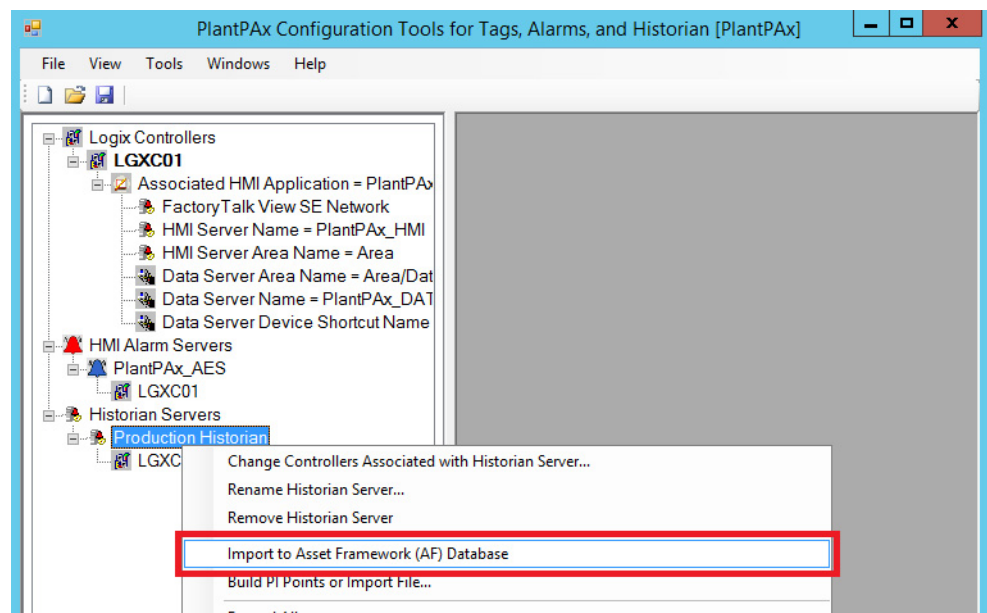 PlantPAx Configuration Tools for Tags, Alarms, and Historian [PlantPAx]
File View Tools Windows Help
Logix Controllers
LGXC01
Associated HMI Application = PlantPAx
FactoryTalk View SE Network
HMI Server Name = PlantPAx_HMI
HMI Server Area Name = Area
Data Server Area Name = Area/Dat
Data Server Name = PlantPAx_DAT
Data Server Device Shortcut Name
HMI Alarm Servers
PlantPAx_AES
LGXC01
Historian Servers
Production Historian
LGXC
Change Controllers Associated with Historian Server...
Rename Historian Server...
Remove Historian Server
Import to Asset Framework (AF) Database
Build PI Points or Import File...